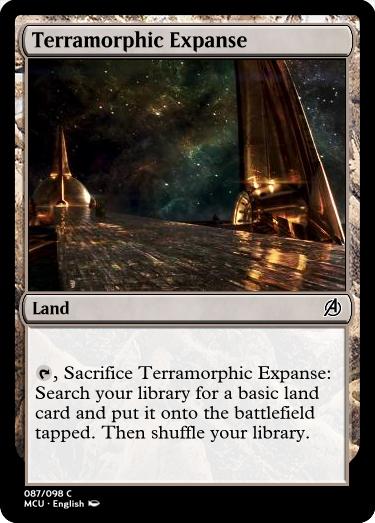 Terramorphic Expanse
Land
, Sacrifice Terramorphic Expanse:
Search your library for a basic land
card and put it onto the battlefield
tapped. Then shuffle your library.
087/098 C
MCU • English